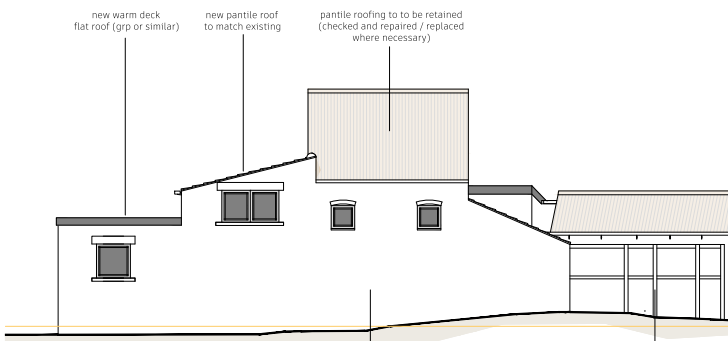 new warm deck
flat roof (grp or similar)
new pantile roof
to match existing
pantile roofing to to be retained
(checked and repaired / replaced
where necessary)